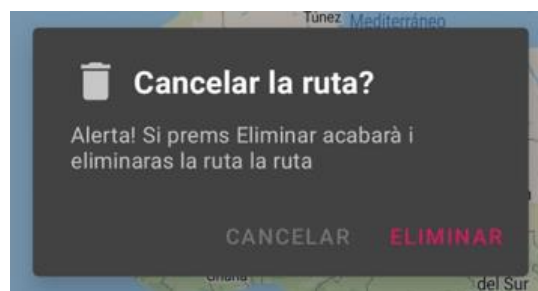 Túnez Mediterráneo
Cancelar la ruta?
Alerta! Si prems Eliminar acabarà i
eliminaras la ruta la ruta
CANCELAR ELIMINAR
Ghana
del Sur